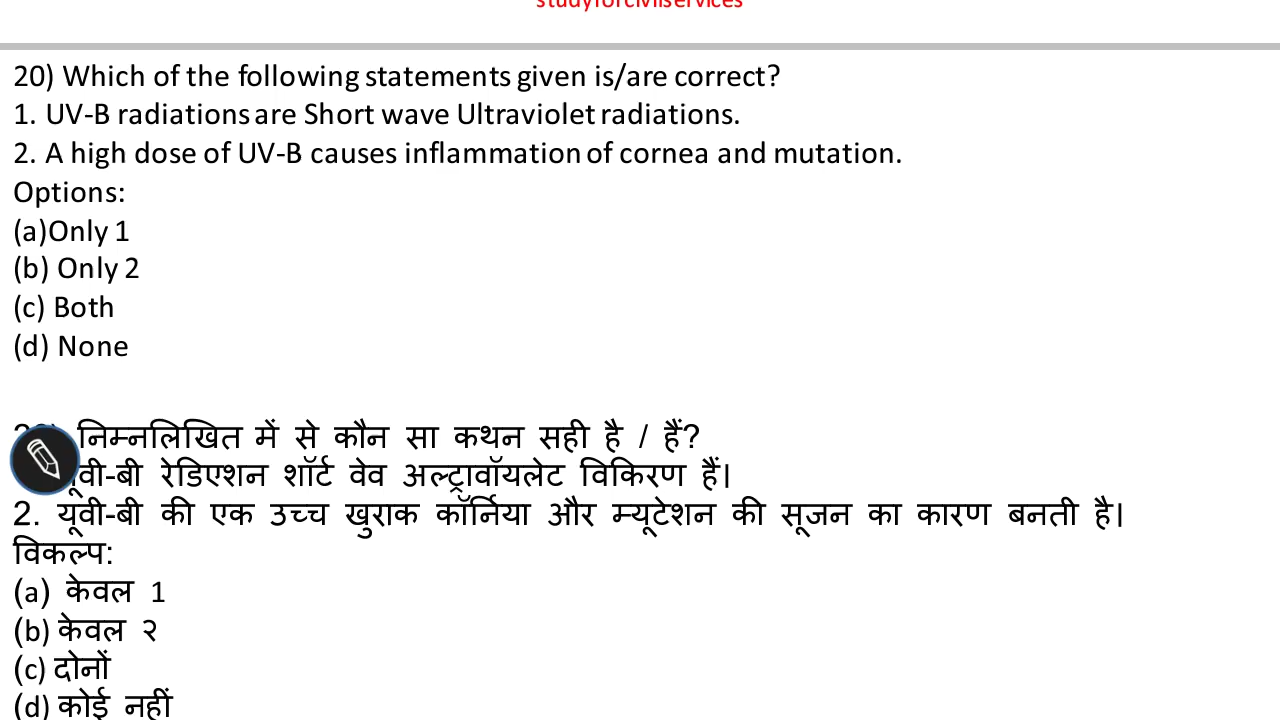 studyforcivilservices
20) Which of the following statements given is/are correct?
1. UV-B radiations are Short wave Ultraviolet radiations.
2. A high dose of UV-B causes inflammation of cornea and mutation.
Options:
(a)Only 1
(b) Only 2
(c) Both
(d) None
निम्नलिखित में से कौन सा कथन सही है / हैं?
यूवी-बी रेडिएशन शॉर्ट वेव अल्ट्रावॉयलेट विकिरण हैं।
2. यूवी-बी की एक उच्च खुराक कॉर्निया और म्यूटेशन की सूजन का कारण बनती है।
विकल्प:
(a) केवल 1
(b) केवल २
(c) दोनों
(d) कोई नहीं